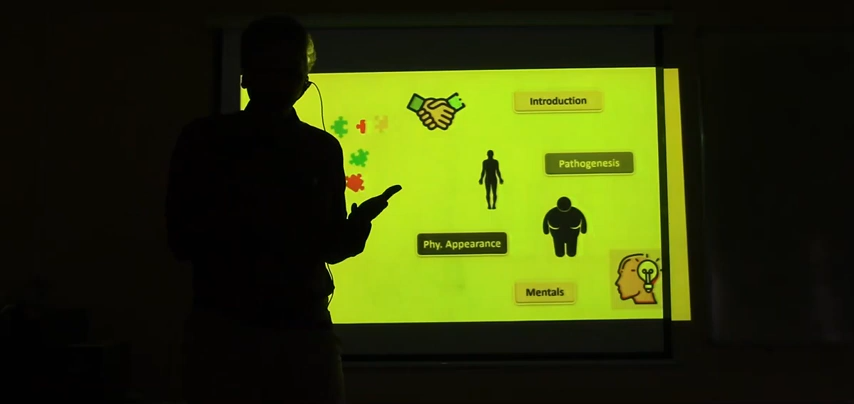 Introduction
Pathogenesis
Phy. Appearance
Mentals